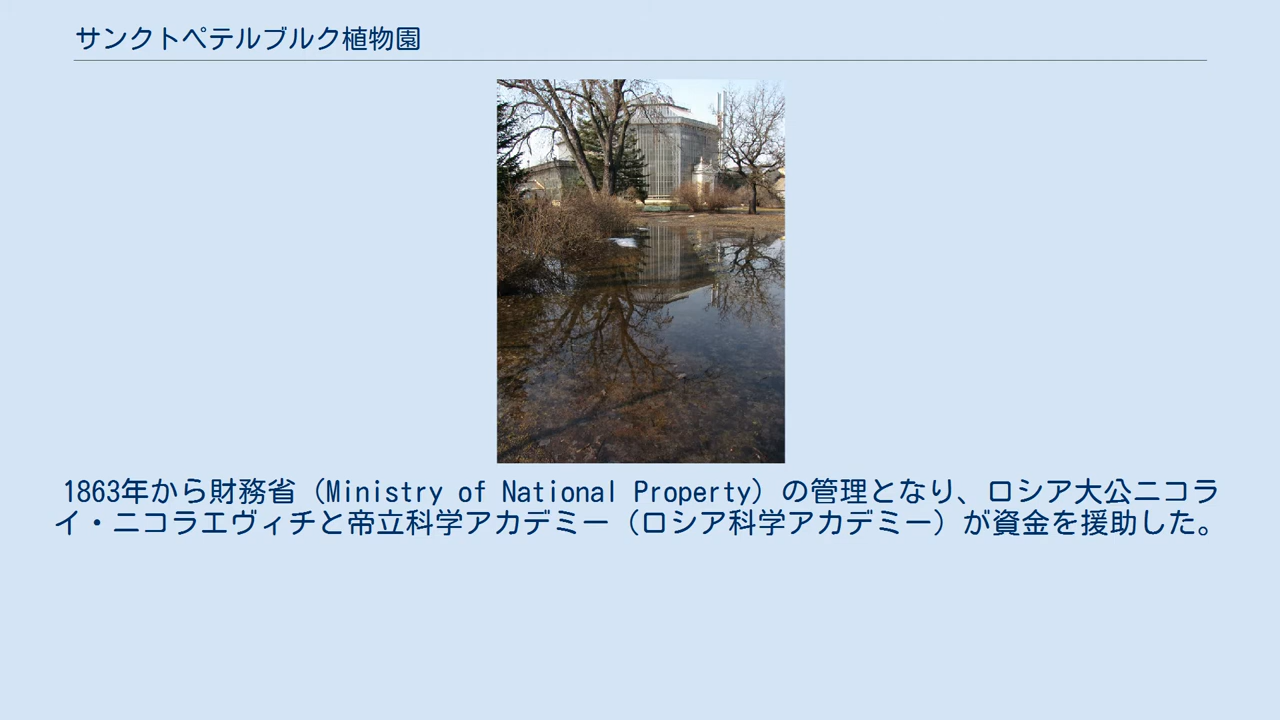 サンクトペテルブルク植物園
1863年から財務省（Ministry of National Property）の管理となり、ロシア大公ニコラ
イ・ニコラエヴィチと帝立科学アカデミー（ロシア科学アカデミー）が資金を援助した。